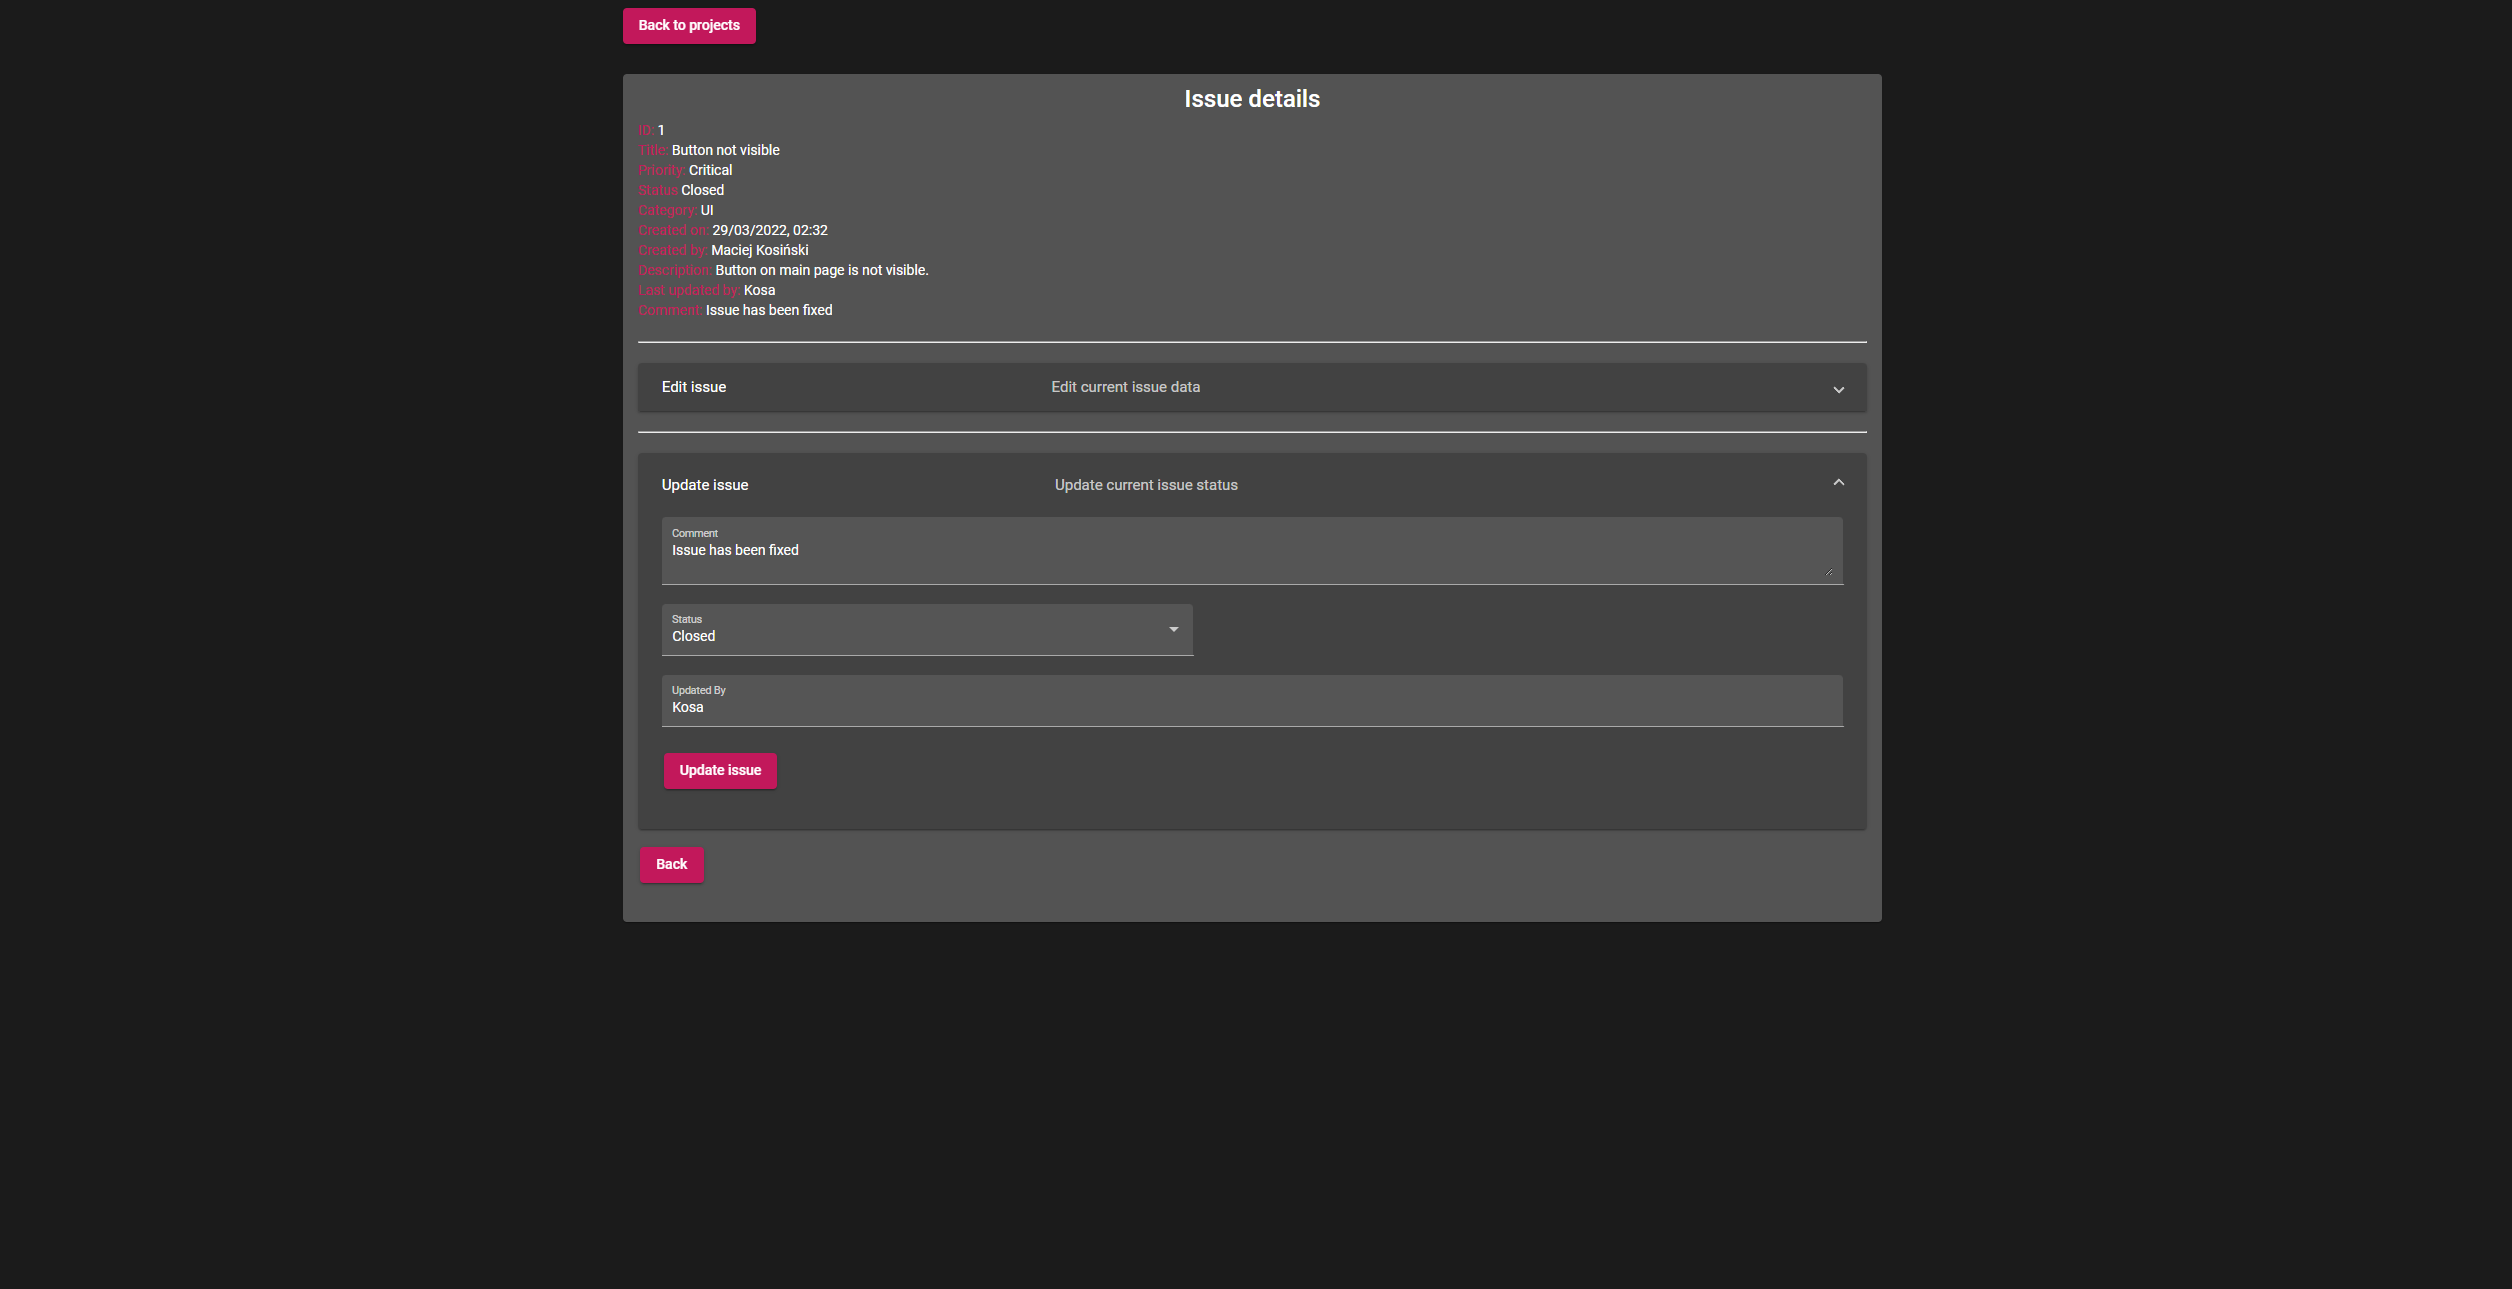 Back to projects
Issue details
ID: 1
Title: Button not visible
Priority: Critical
Status Closed
Category: UI
Created on: 29/03/2022, 02:32
Created by: Maciej Kosiński
Description: Button on main page is not visible.
Last updated by: Kosa
Comment: Issue has been fixed
Edit issue Edit current issue data
Update issue Update current issue status
Comment
Issue has been fixed
Status
Closed
Updated By
Kosa
Update issue
Back